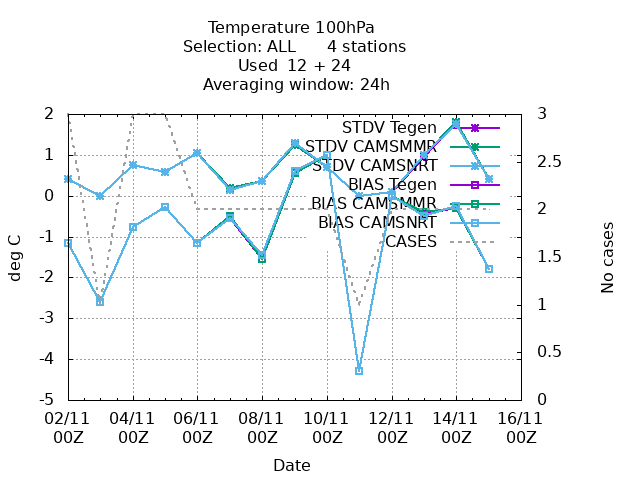 Temperature 100hPa
Selection: ALL 4 stations
Used 12 + 24
Averaging window: 24h
2
1
0
-1
-2
-3
-4
-5
deg C
3
2.5
2
1.5
1
0.5
0
No cases
STDV Tegen
STDV CAMSMMR
STDV CAMSNRT
BIAS Tegen
BIAS CAMSMMR
BIAS CAMSNRT
CASES
02/11 04/11 06/11 08/11 10/11 12/11 14/11 16/11
00Z 00Z 00Z 00Z 00Z 00Z 00Z 00Z
Date